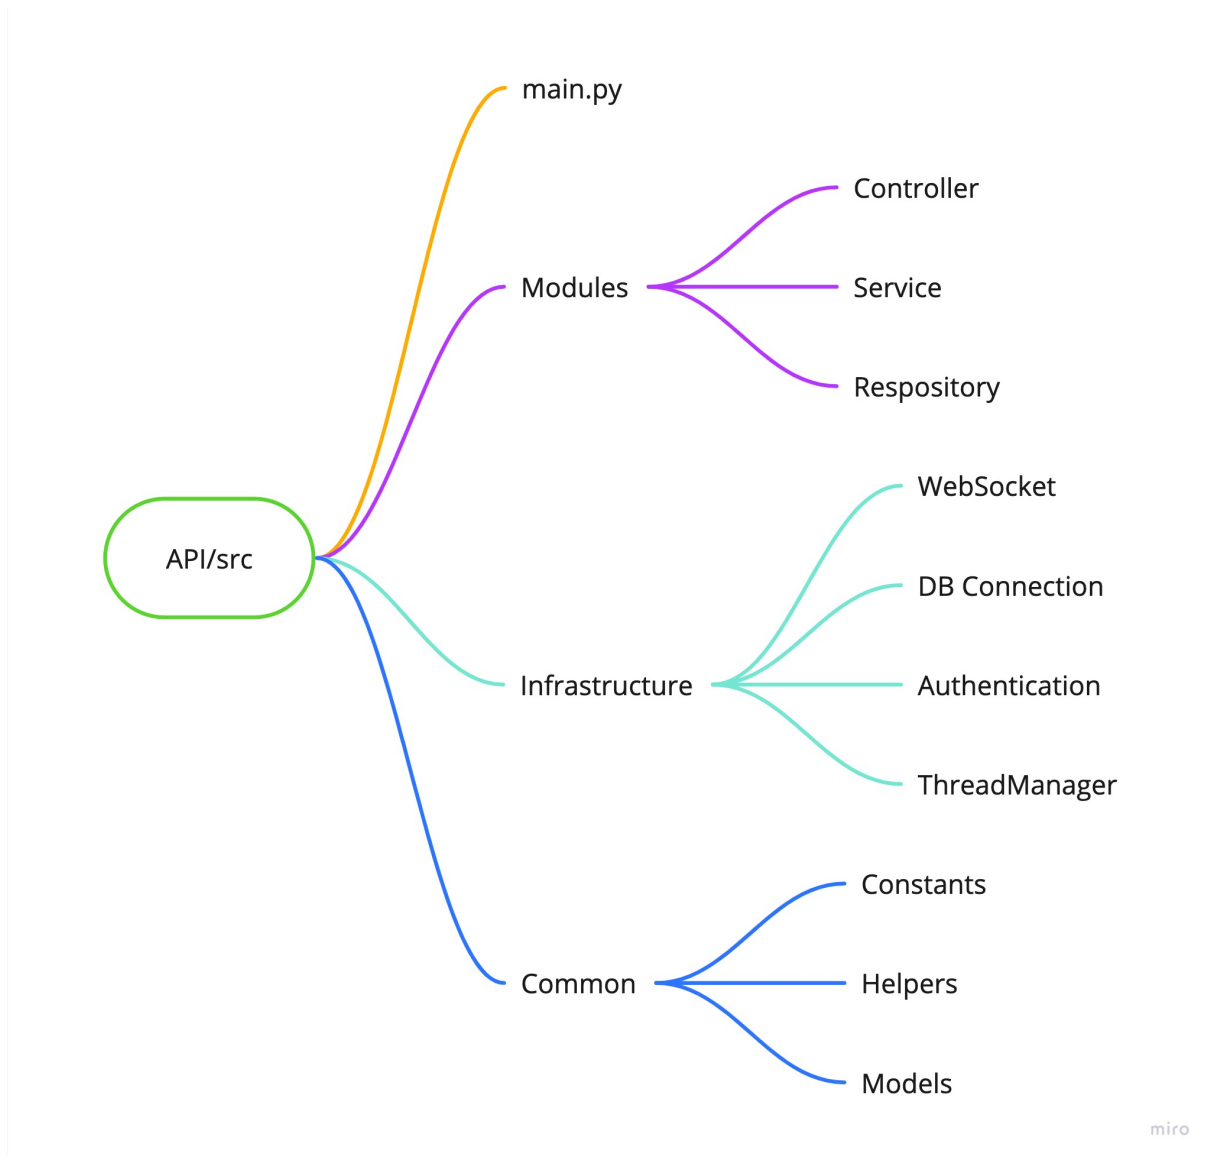 main.py
Controller
Modules
Service
Respository
WebSocket
API/src
DB Connection
Infrastructure
Authentication
ThreadManager
Constants
Common
Helpers
Models
miro